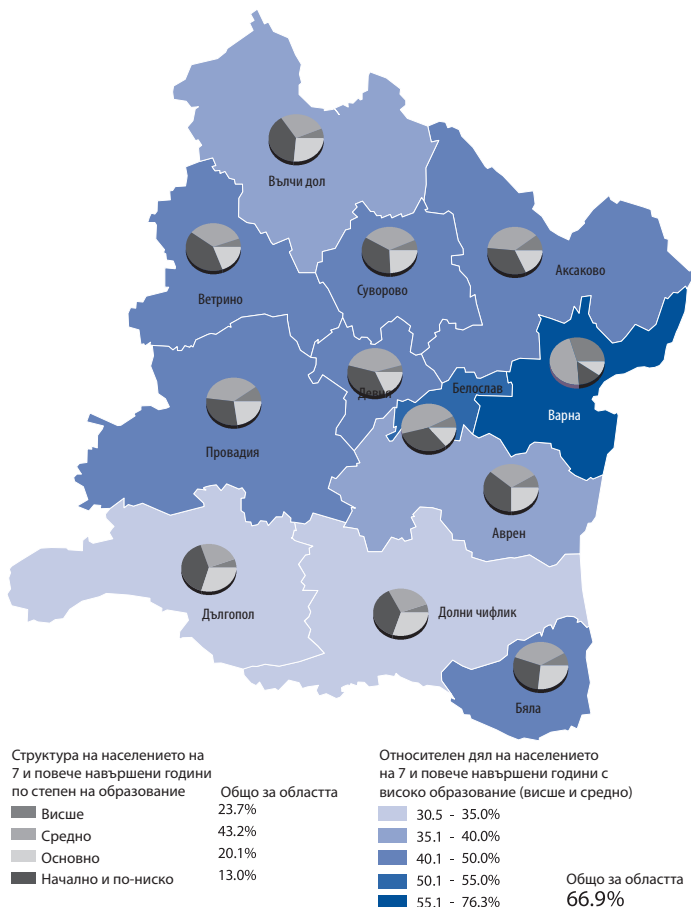 Вълчи дол
Аксаково
Суворово
Ветрино
Девня
Белослав
Варна
Провадия
Аврен
Дългопол
Долни чифлик
Бяла
Структура на населението на
7 и повече навършени години
по степен на образование
Общо за областта
Висше 23.7%
Средно 43.2%
Основно 20.1%
Начално и по-ниско 13.0%
Относителен дял на населението
на 7 и повече навършени години с
високо образование (висше и средно)
30.5 - 35.0%
35.1 - 40.0%
40.1 - 50.0%
50.1 - 55.0%
55.1 - 76.3%
Общо за областта
66.9%